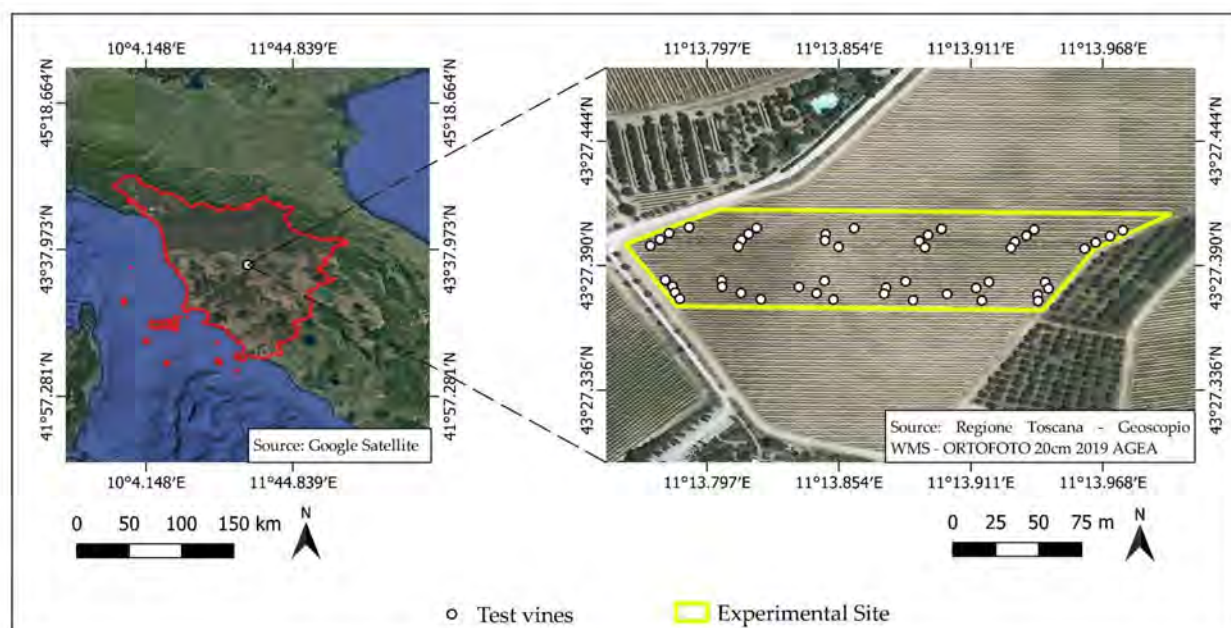 10°4.148′E 11°44.839′E
11°13.797′E 11°13.854′E 11°13.911′E 11°13.968′E
45°18.664′N
43°37.973′N
41°57.281′N
45°18.664′N
43°37.973′N
41°57.281′N
43°27.444′N
43°27.390′N
43°27.336′N
43°27.444′N
43°27.390′N
43°27.336′N
Source: Google Satellite
Source: Regione Toscana - Geoscopio
WMS - ORTOFOTO 20cm 2019 AGEA
10°4.148′E 11°44.839′E
11°13.797′E 11°13.854′E 11°13.911′E 11°13.968′E
0 50 100 150 km
N
0 25 50 75 m
N
Test vines
Experimental Site